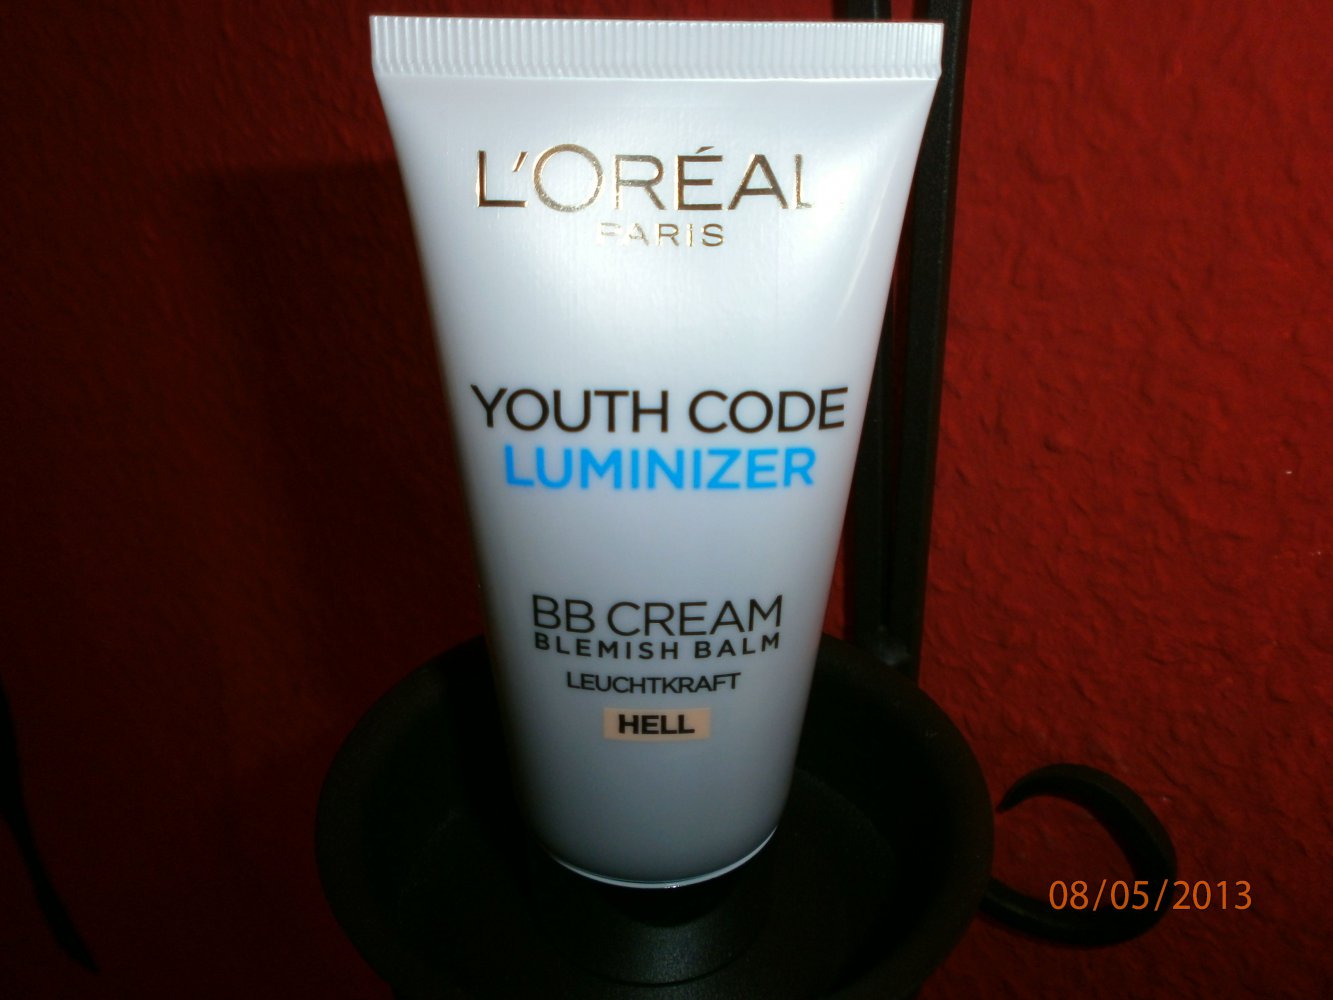 L'ORÉAL
PARIS
YOUTH CODE
LUMINIZER
BB CREAM
BLEMISH BALM
LEUCHTKRAFT
HELL
08/05/2013